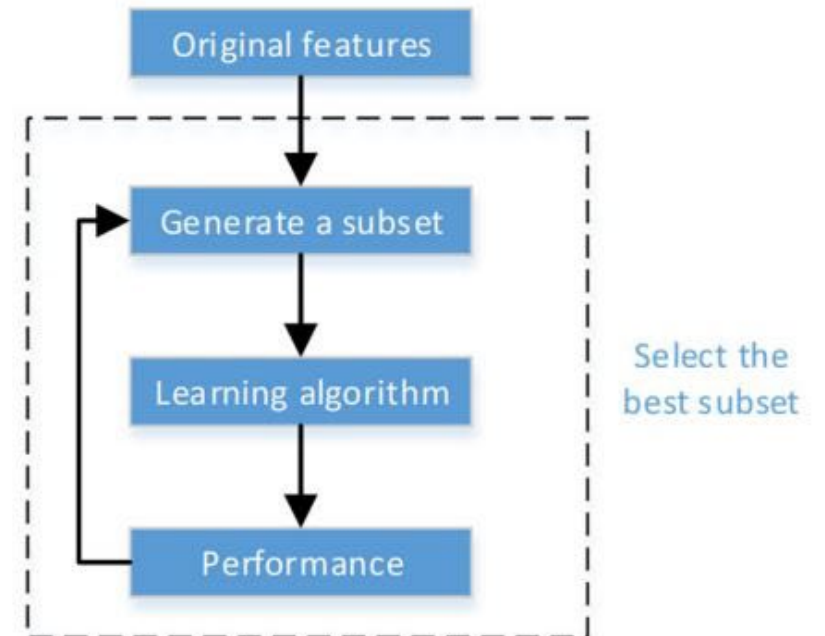 Original features
Generate a subset
Learning algorithm
Select the
best subset
Performance